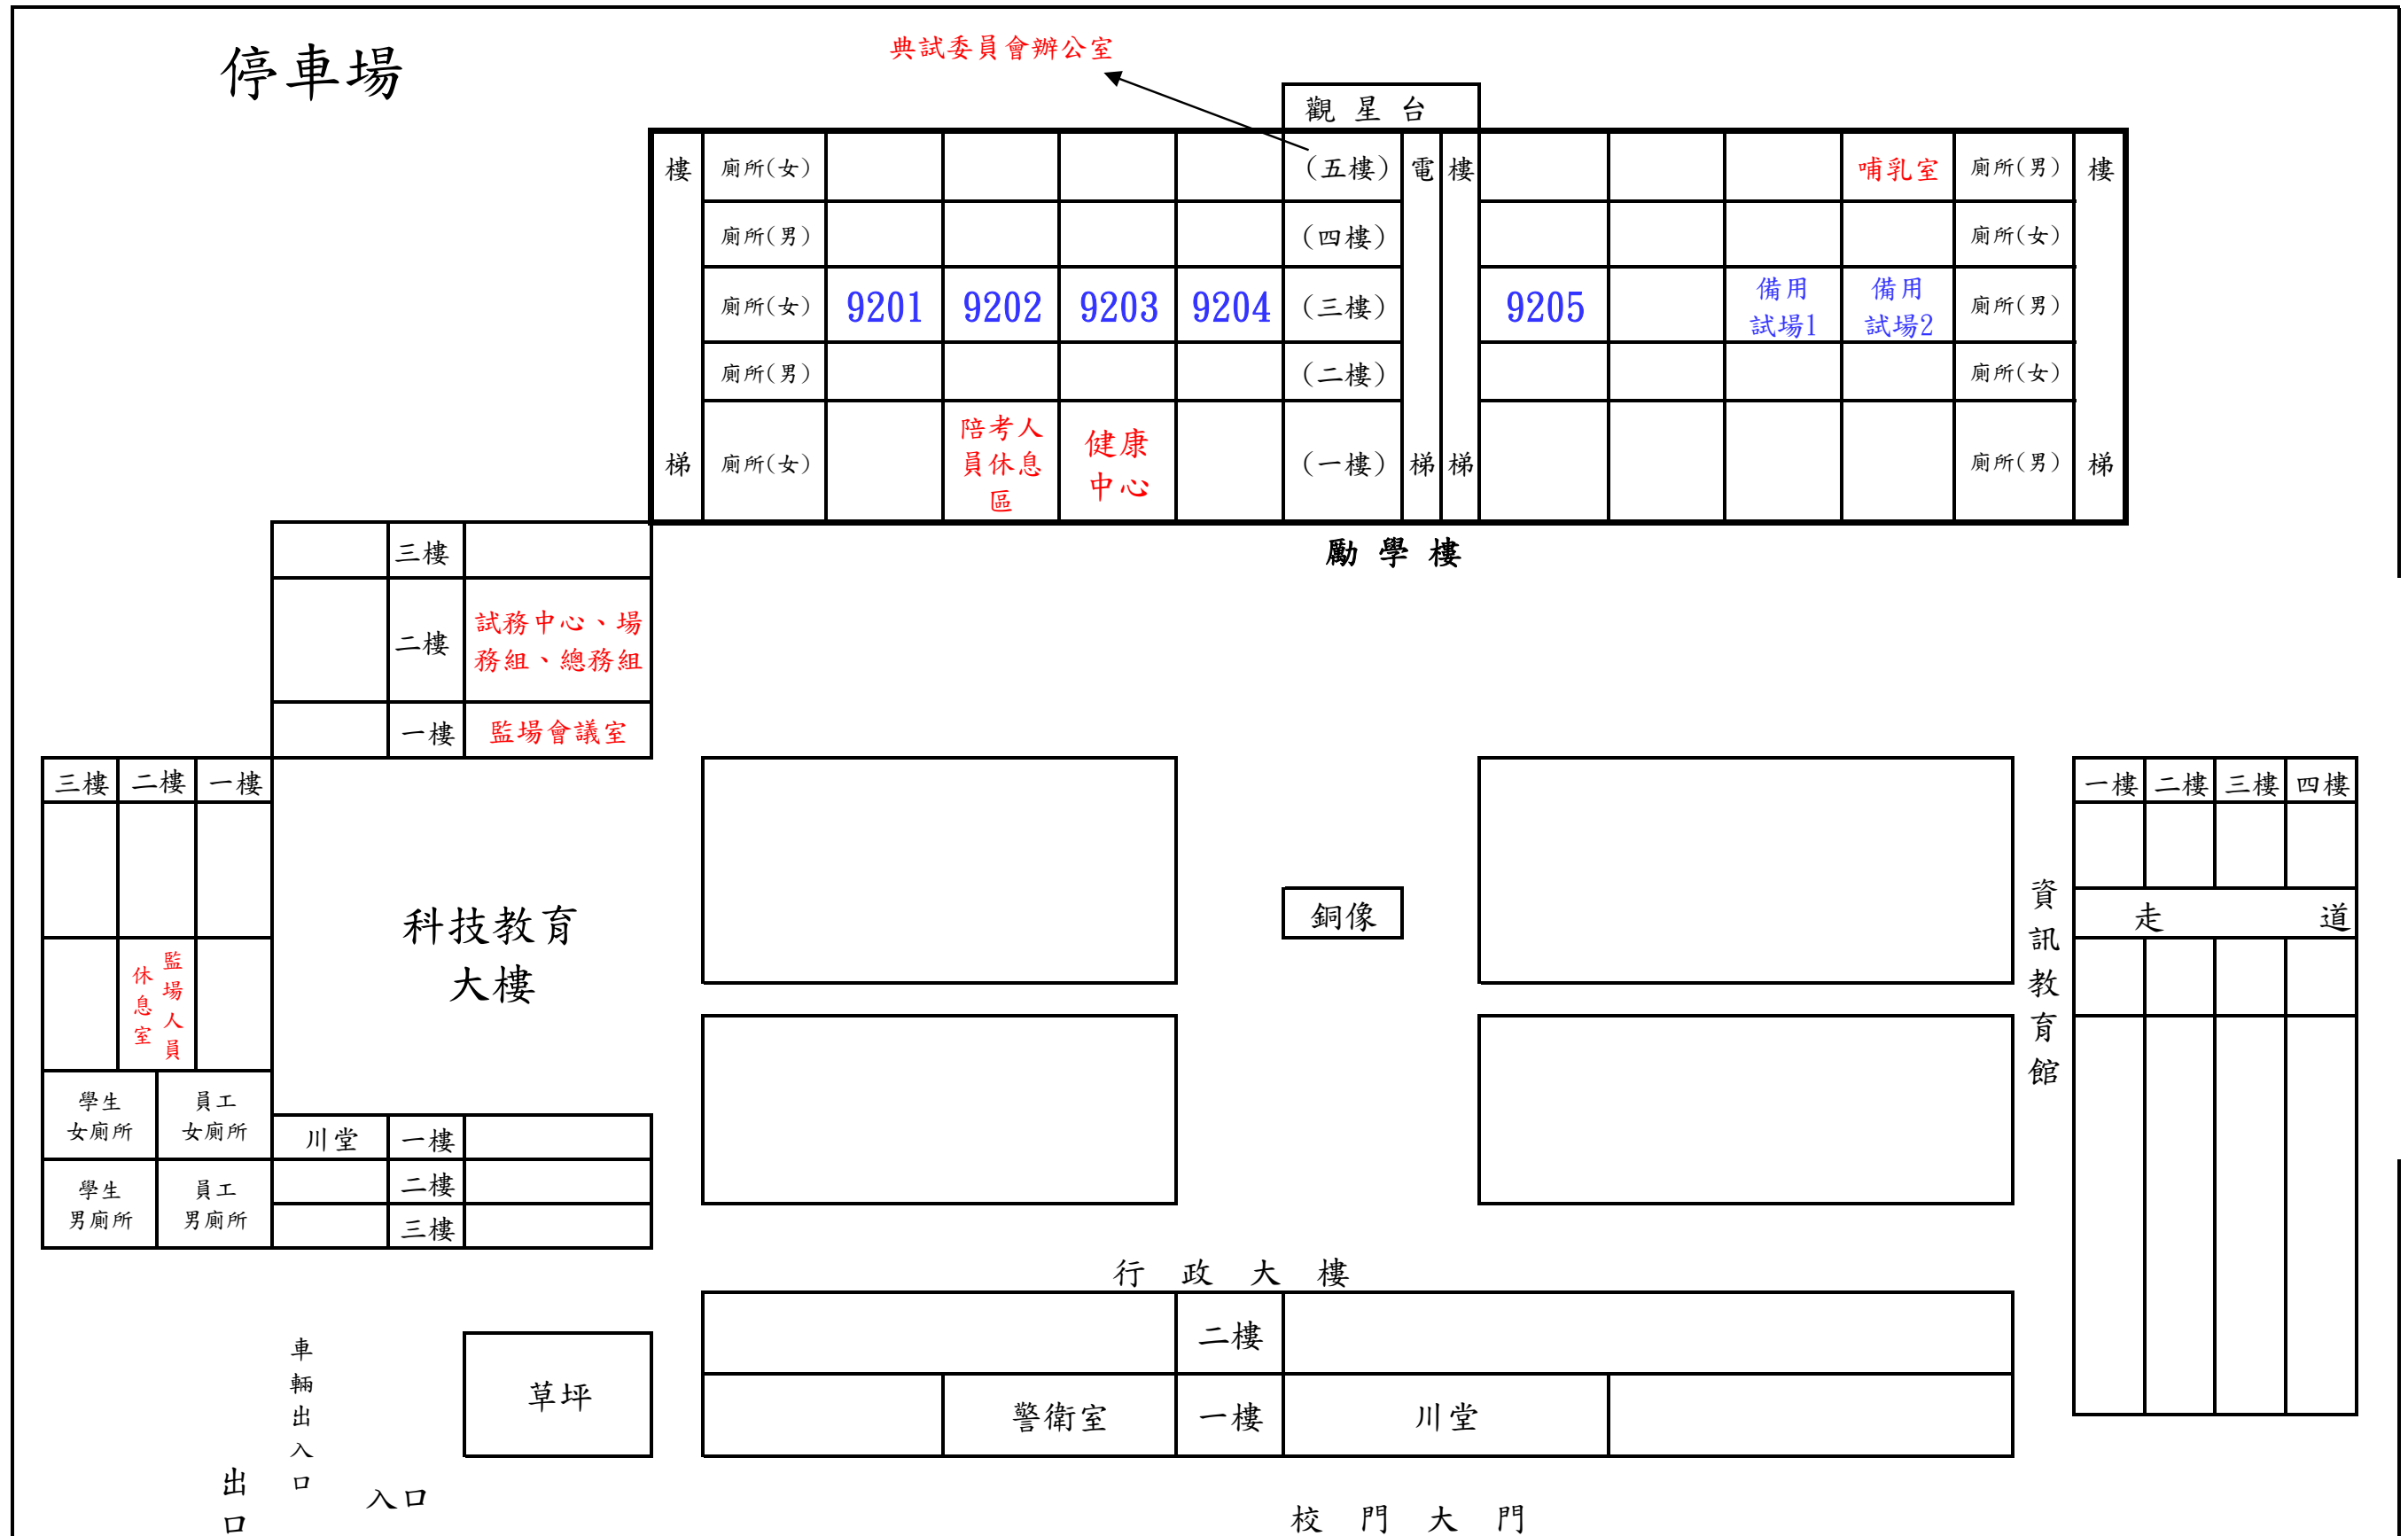 停車場
典試委員會辦公室
觀星台
樓 廁所(女) (五樓) 電 樓 哺乳室 廁所(男) 樓
廁所(男) (四樓) 廁所(女)
廁所(女) 9201 9202 9203 9204 (三樓) 9205 備用 備用 廁所(男)
試場1 試場2
廁所(男) (二樓) 廁所(女)
梯 廁所(女) 陪考人 健康 (一樓) 梯 梯 廁所(男) 梯
員休息 中心
區
勵學樓
三樓
二樓 試務中心、場
務組、總務組
一樓 監場會議室
三樓 二樓 一樓
監場人員
休息室
科技教育
大樓
學生 員工
女廁所 女廁所
學生 員工
男廁所 男廁所
川堂 一樓
二樓
三樓
銅像
資訊教育館
一樓 二樓 三樓 四樓
走道
行政大樓
二樓
警衛室 一樓 川堂
草坪
車輛出入口
出口
入口
校門大門